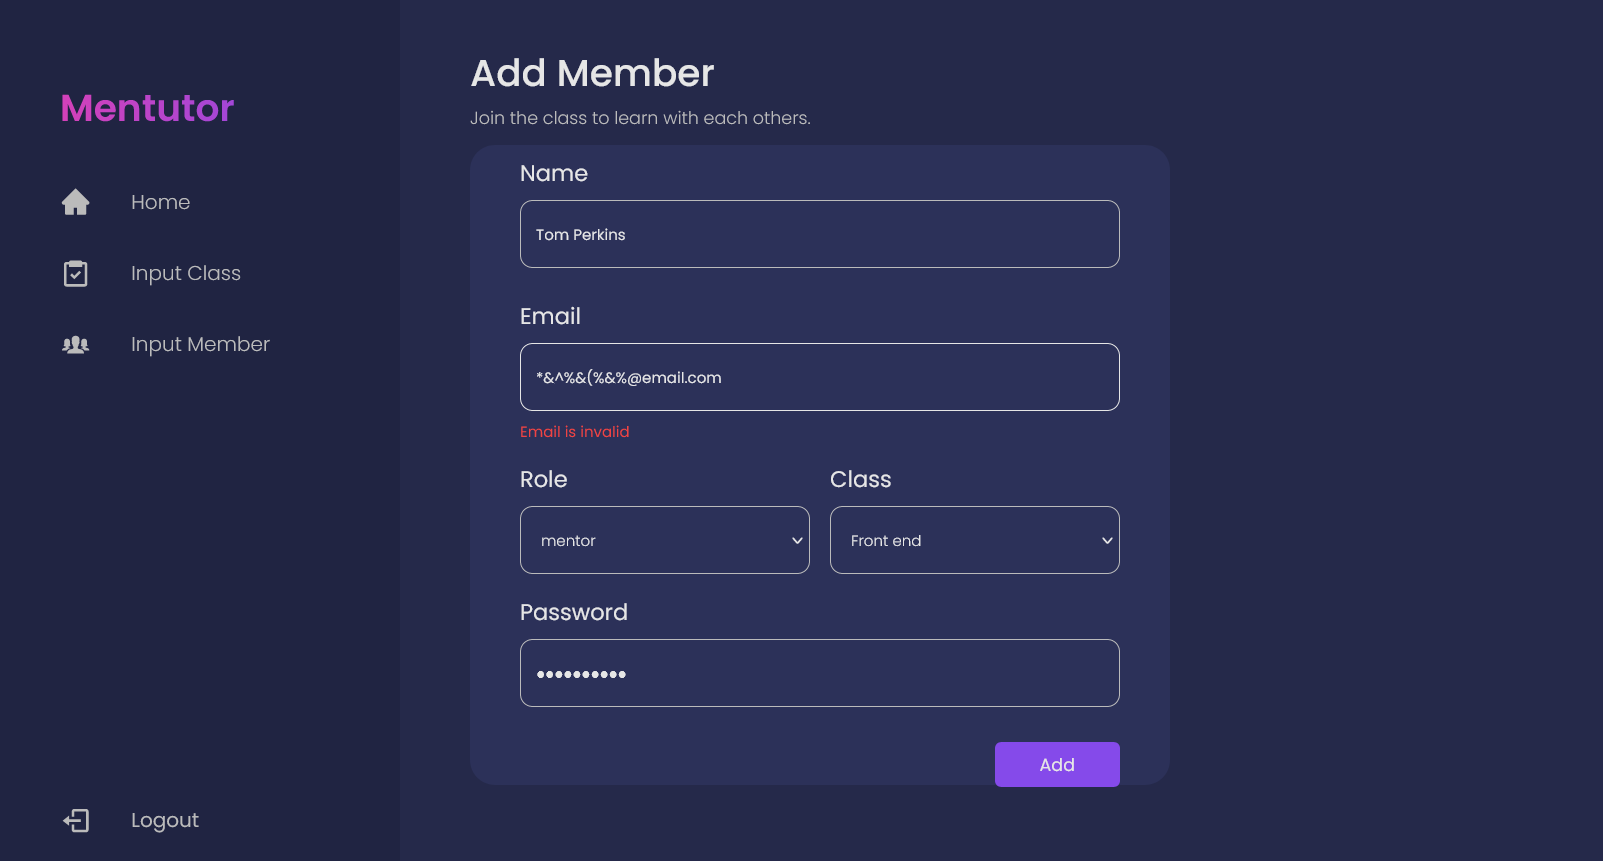 Mentutor
Home
Input Class
Input Member
Logout
Add Member
Join the class to learn with each others.
Name
Tom Perkins
Email
*&^%&(%&%@email.com
Email is invalid
Role
Class
mentor
Front end
Password
••••••••••
Add